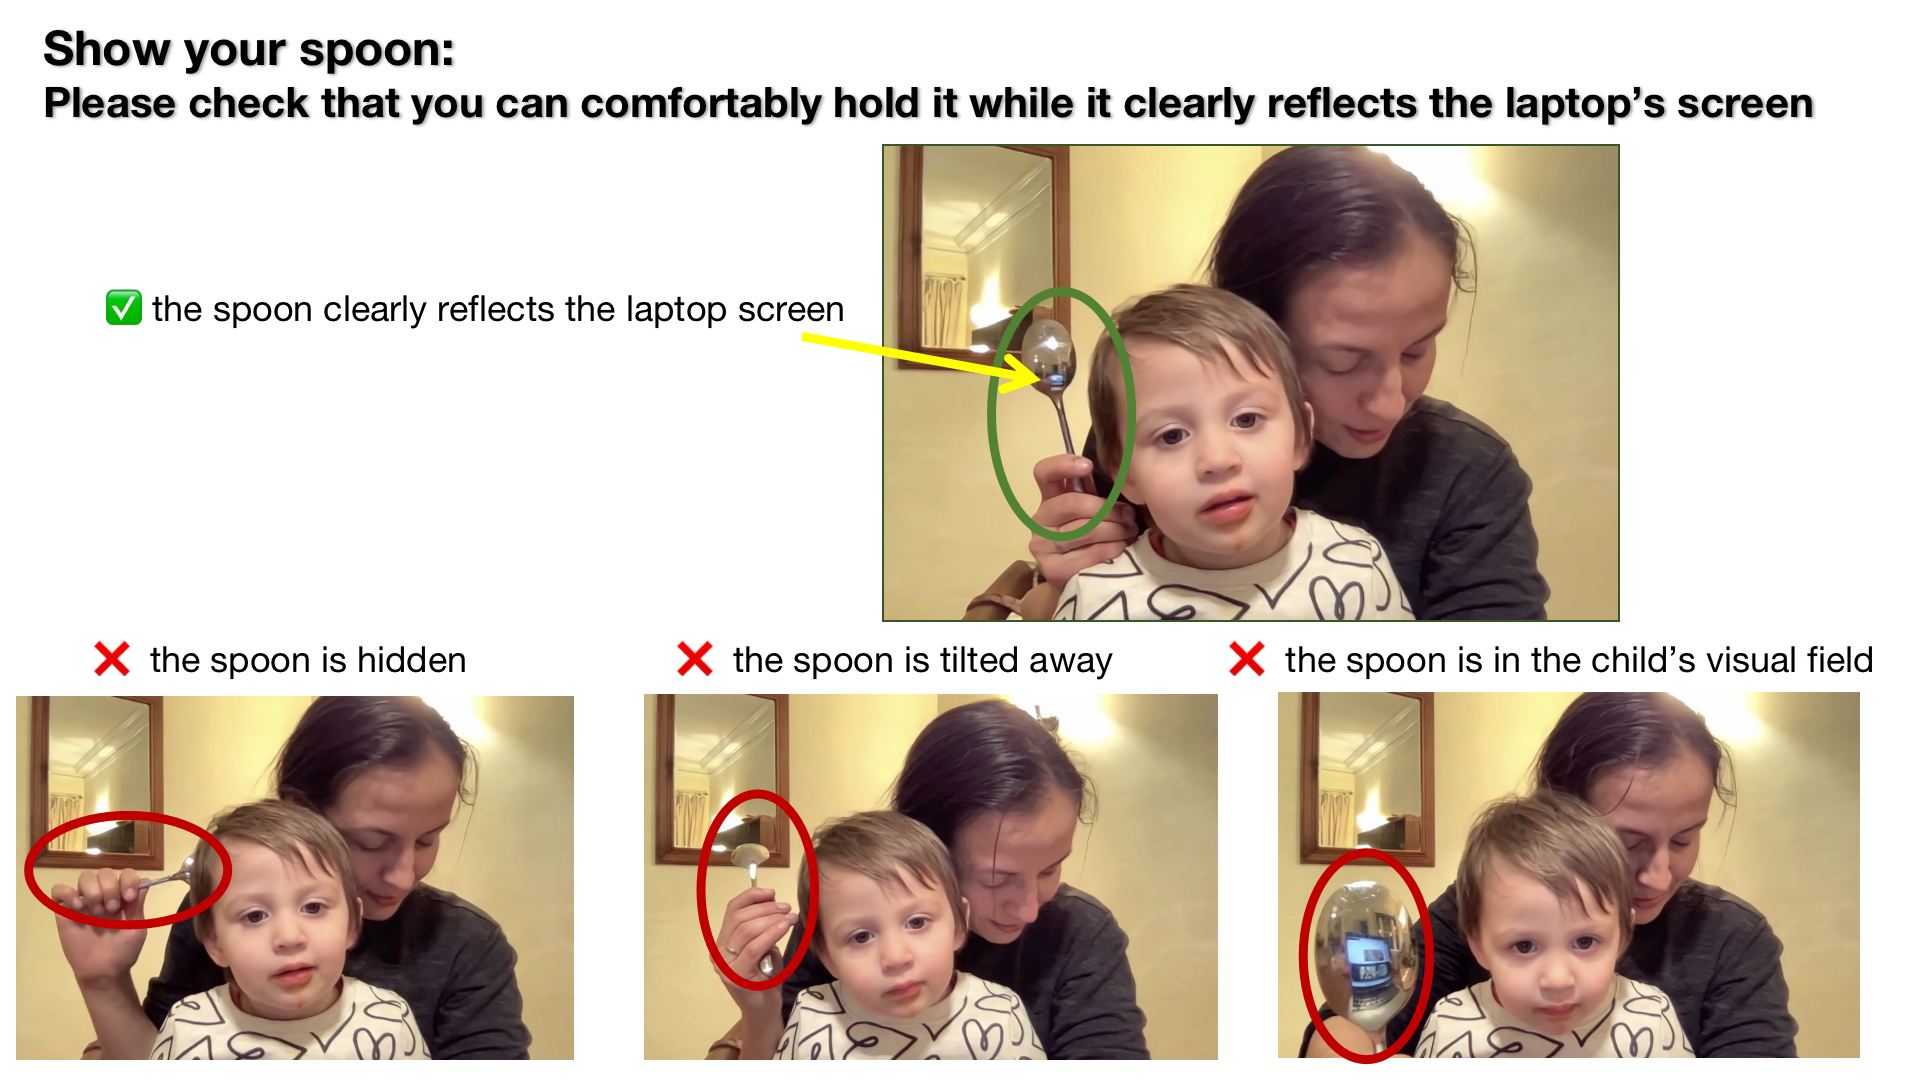 Show your spoon:
Please check that you can comfortably hold it while it clearly reflects the laptop’s screen
✅ the spoon clearly reflects the laptop screen
❌ the spoon is hidden
❌ the spoon is tilted away
❌ the spoon is in the child’s visual field